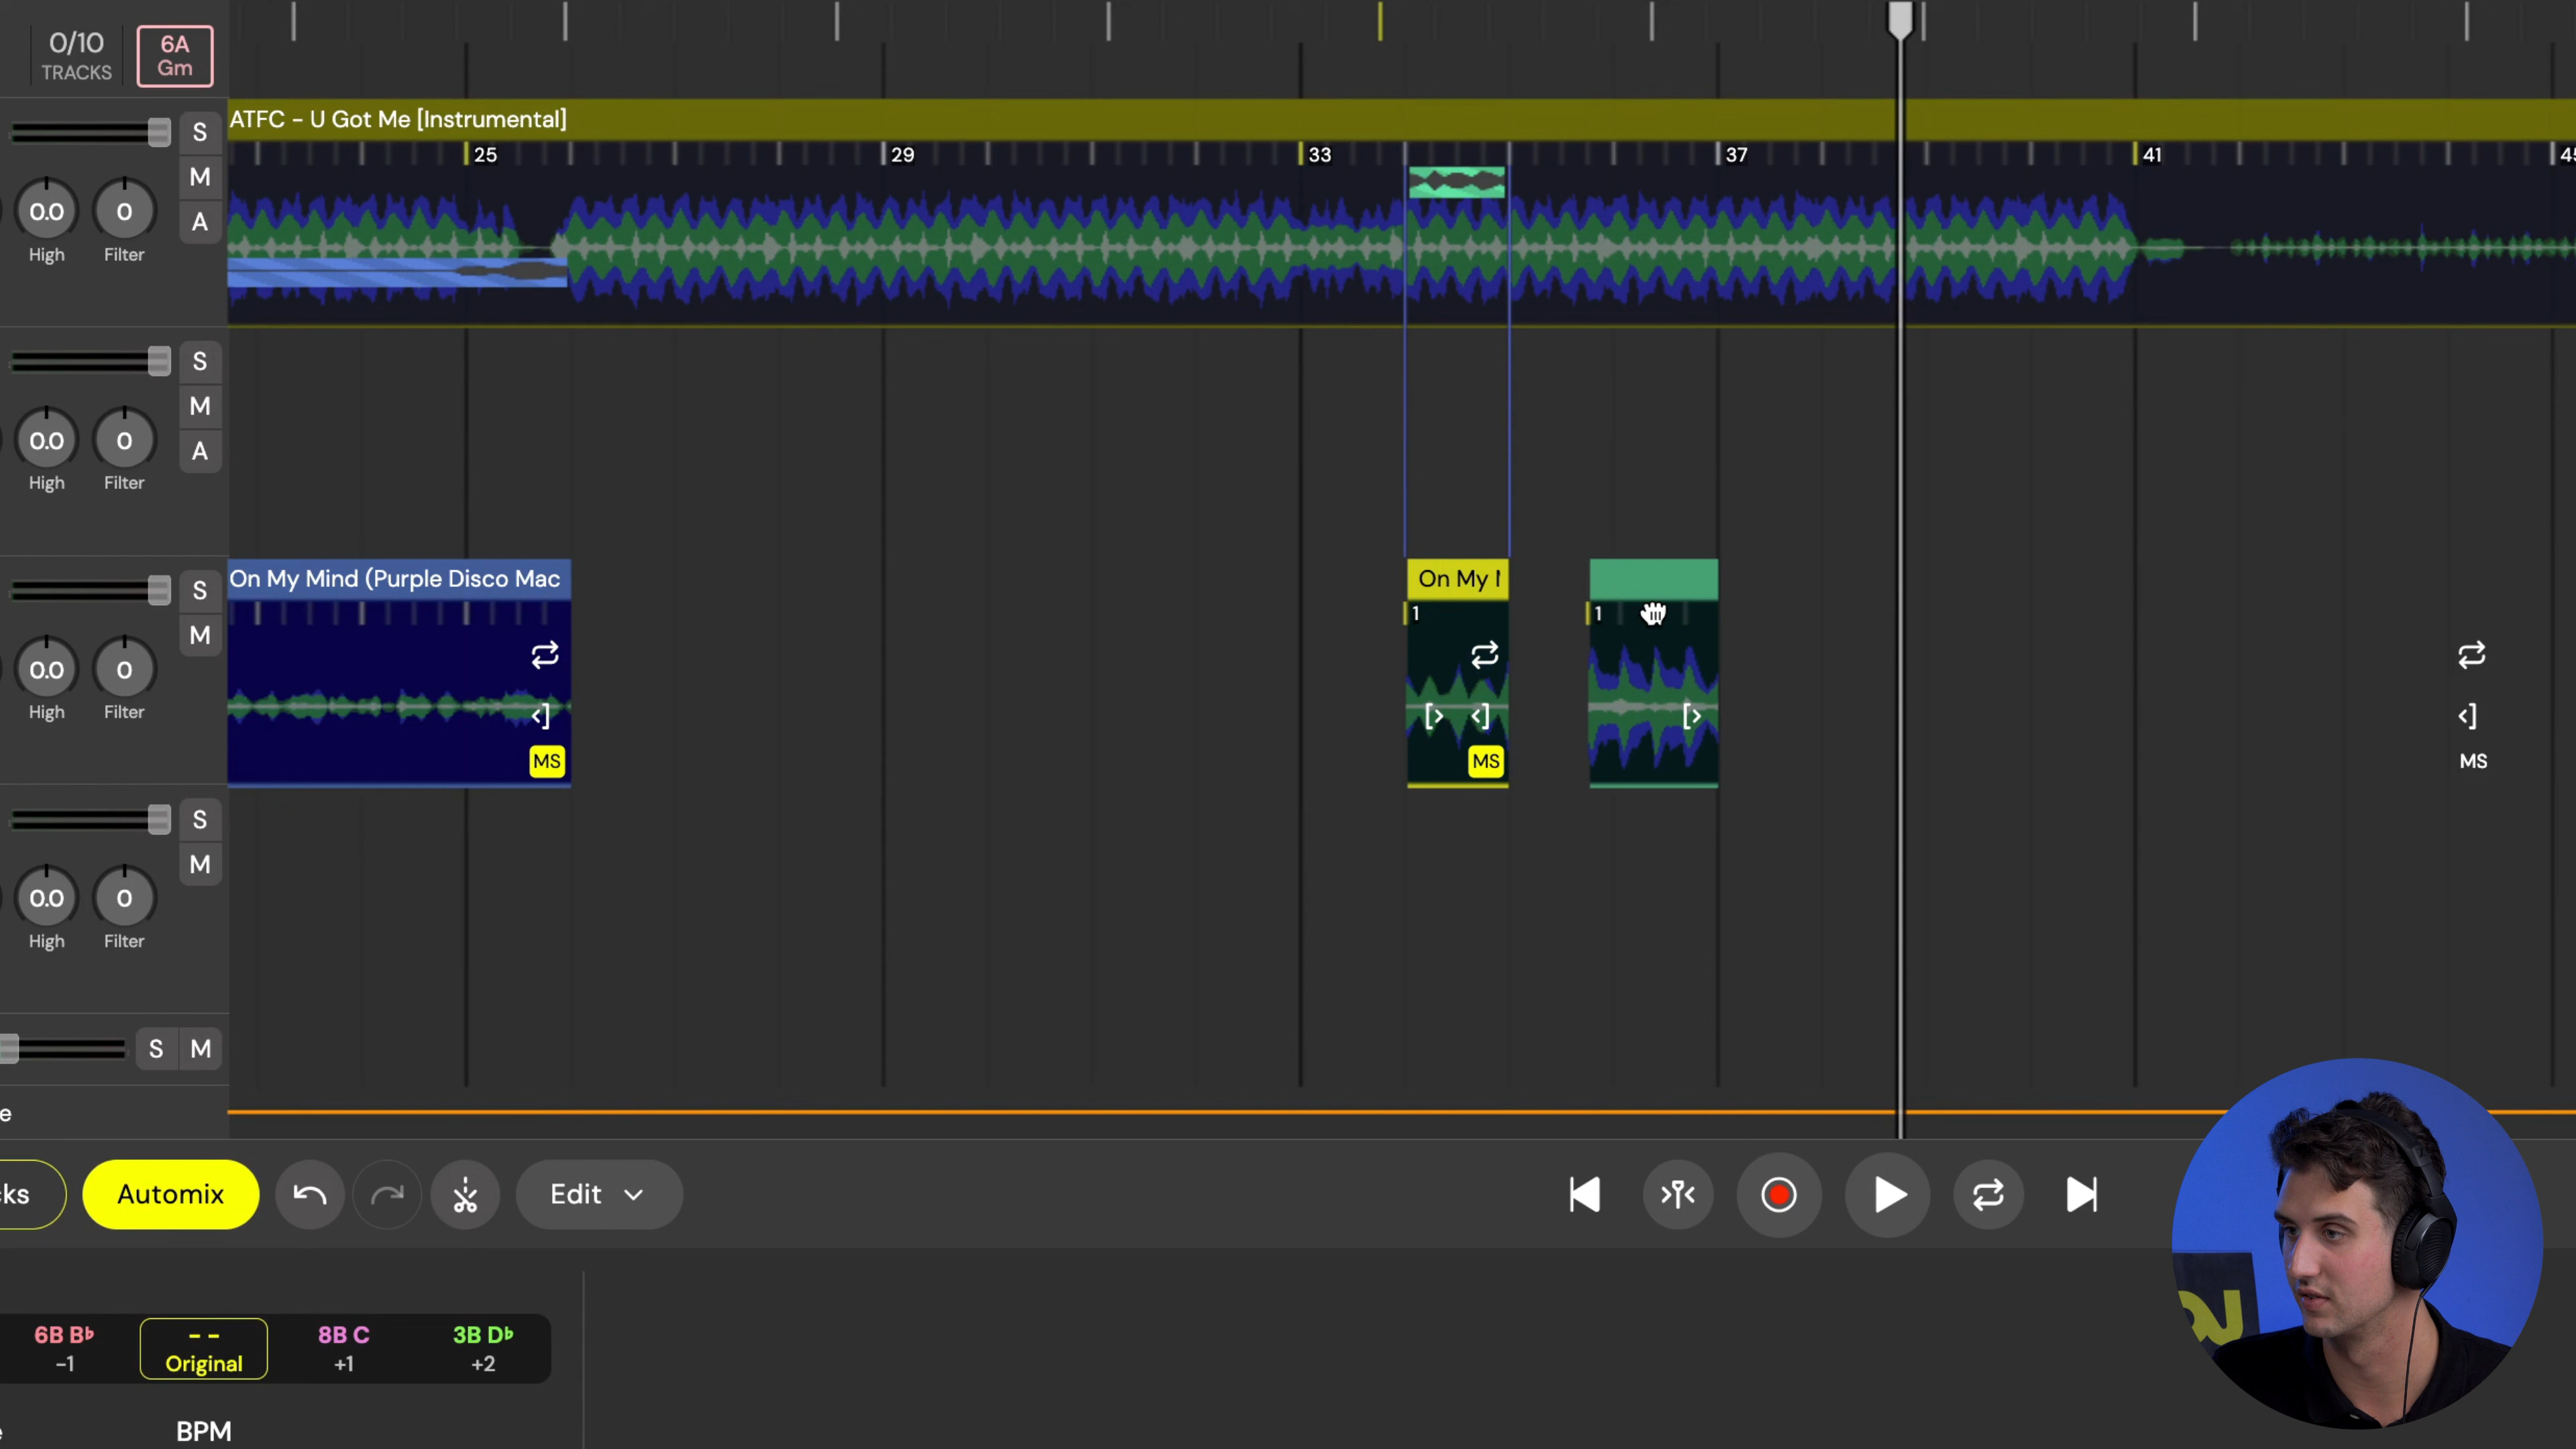 0/10
TRACKS
6A
Gm
ATFC - U Got Me [Instrumental]
25
29
33
37
41
45
S
M
A
0.0
0
High
Filter
S
M
A
0.0
0
High
Filter
On My Mind (Purple Disco Mac
MS
On My
1
MS
1
MS
S
M
0.0
0
High
Filter
S
M
0.0
0
High
Filter
S
M
e
cks
Automix
Edit
6B B♭
-1
--
Original
8B C
+1
3B D♭
+2
BPM